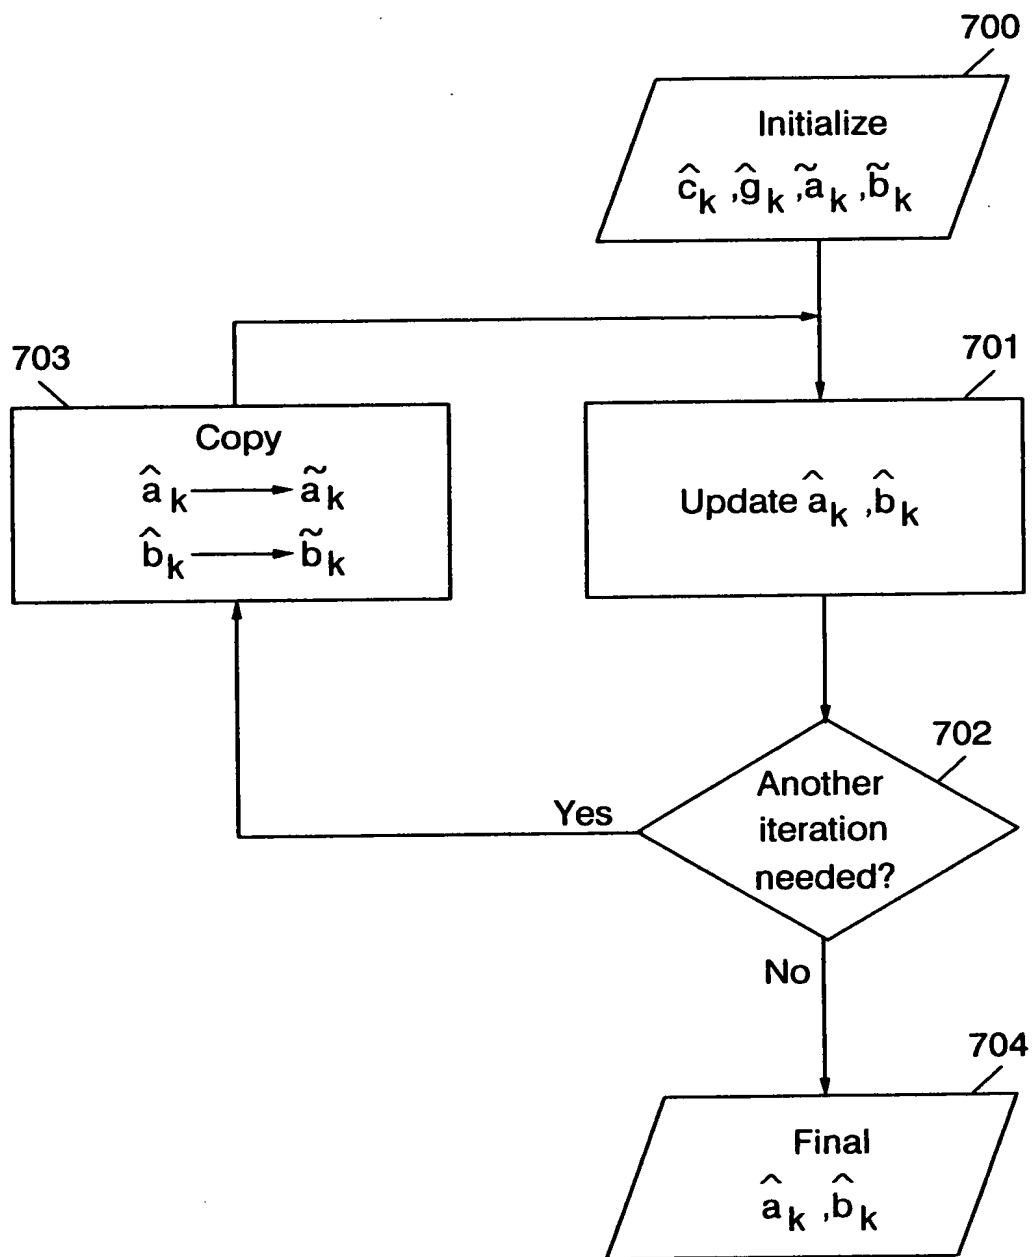 700
Initialize
ĉk ,ĝk ,ãk ,b̃k
703
701
Copy
âk ⟶ ãk
b̂k ⟶ b̃k
Update âk ,b̂k
702
Another
iteration
needed?
Yes
No
704
Final
âk ,b̂k